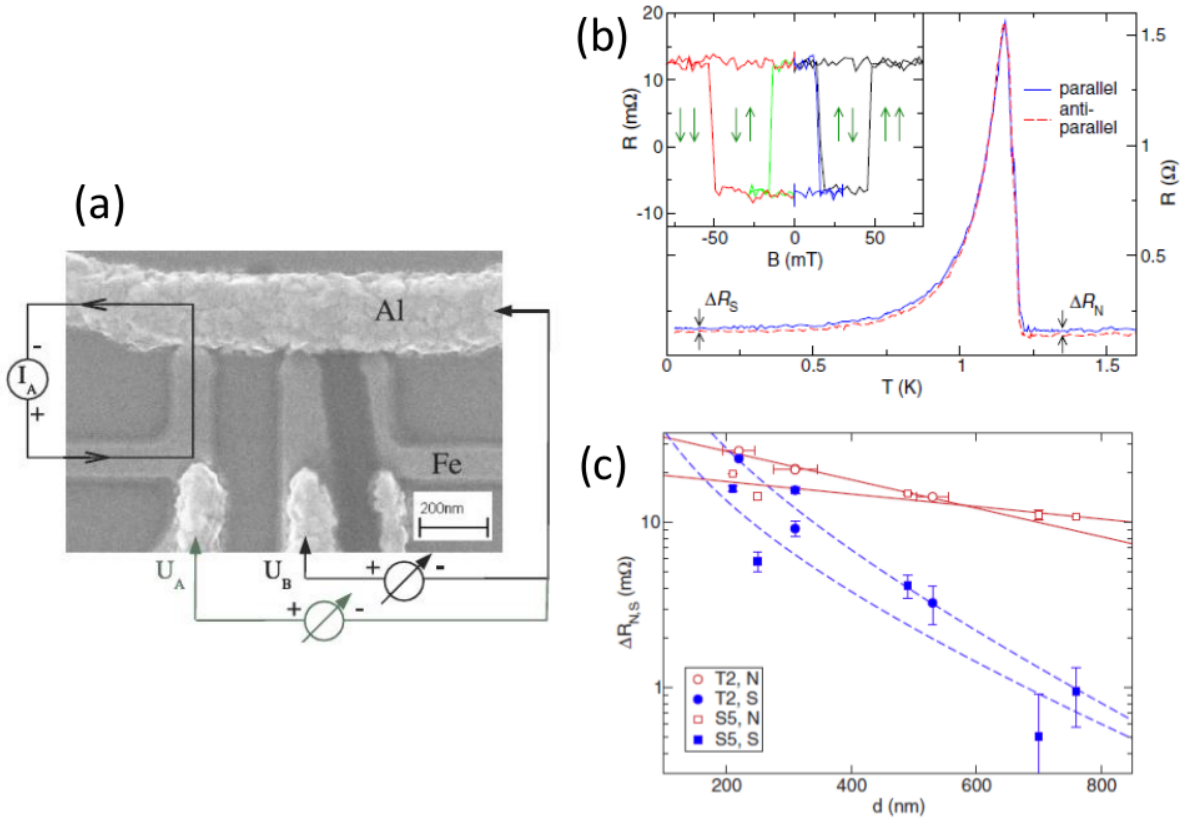 (a)
Al
-
I_A
+
Fe
200nm
U_A
U_B
+
-
+
-
(b)
20
10
0
-10
R (mΩ)
-50
0
50
B (mT)
parallel
anti-
parallel
1.5
1
0.5
R (Ω)
ΔR_S
ΔR_N
0
0.5
1
1.5
T (K)
(c)
10
1
ΔR_N,S (mΩ)
T2, N
T2, S
S5, N
S5, S
200
400
600
800
d (nm)